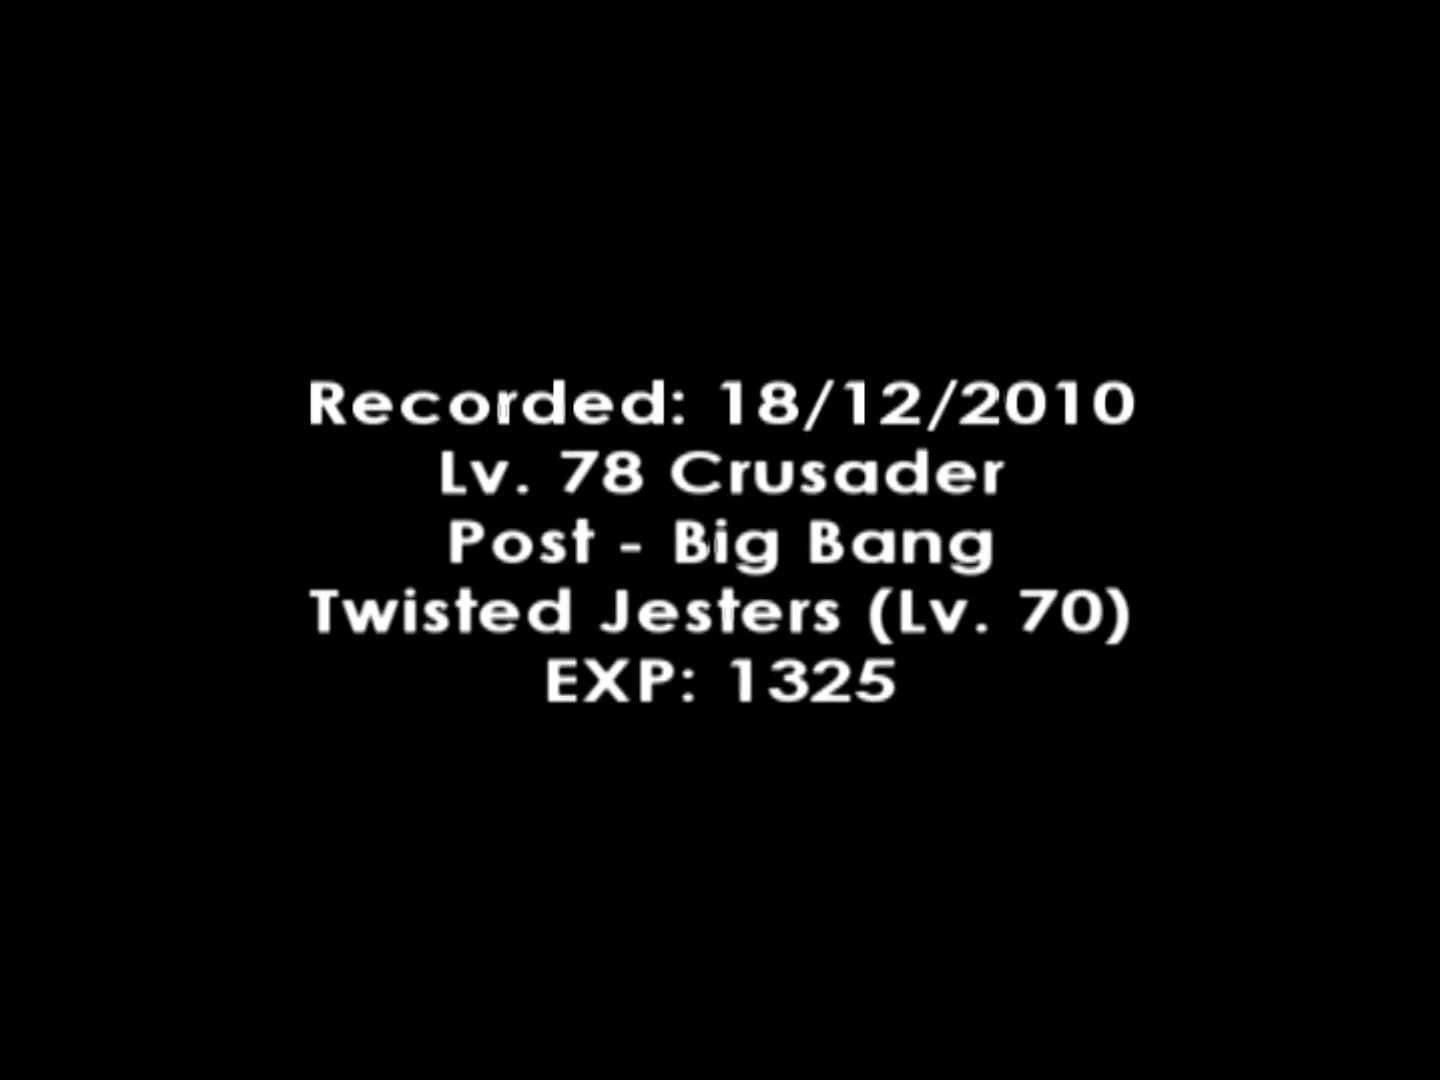 Recorded: 18/12/2010
Lv. 78 Crusader
Post - Big Bang
Twisted Jesters (Lv. 70)
EXP: 1325